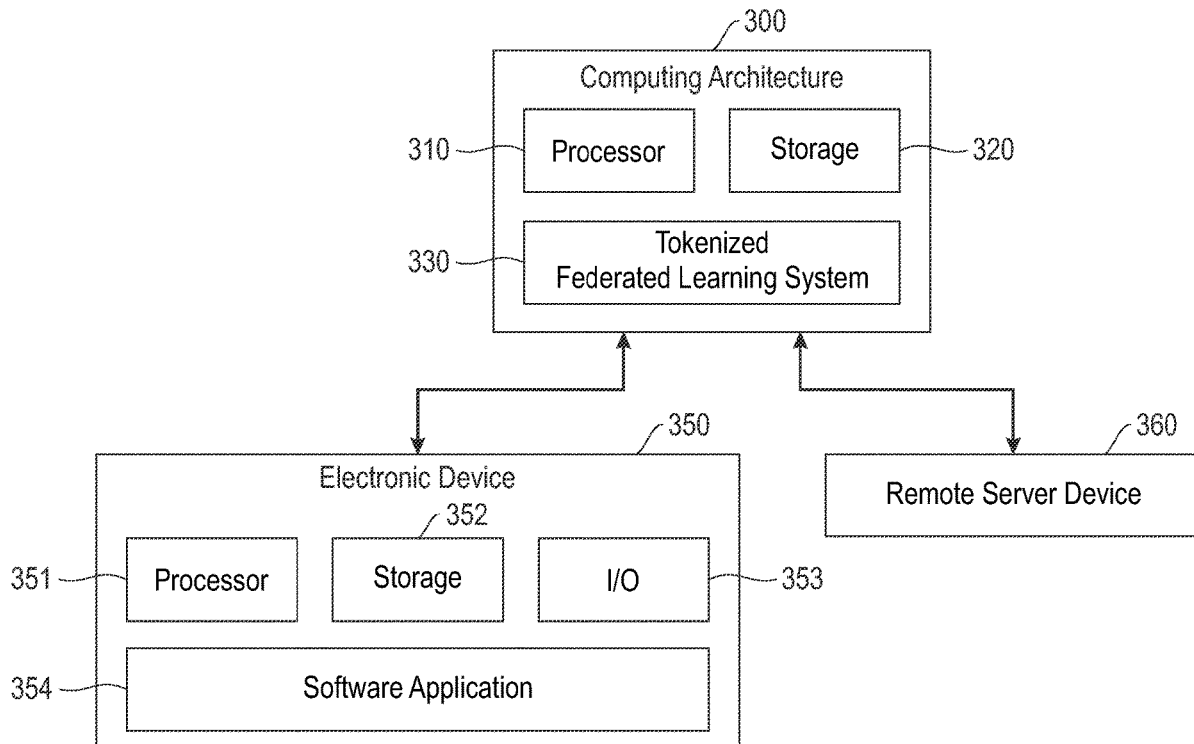 300
Computing Architecture
310
Processor
Storage
320
330
Tokenized
Federated Learning System
350
360
Electronic Device
Remote Server Device
352
351
Processor
Storage
I/O
353
354
Software Application